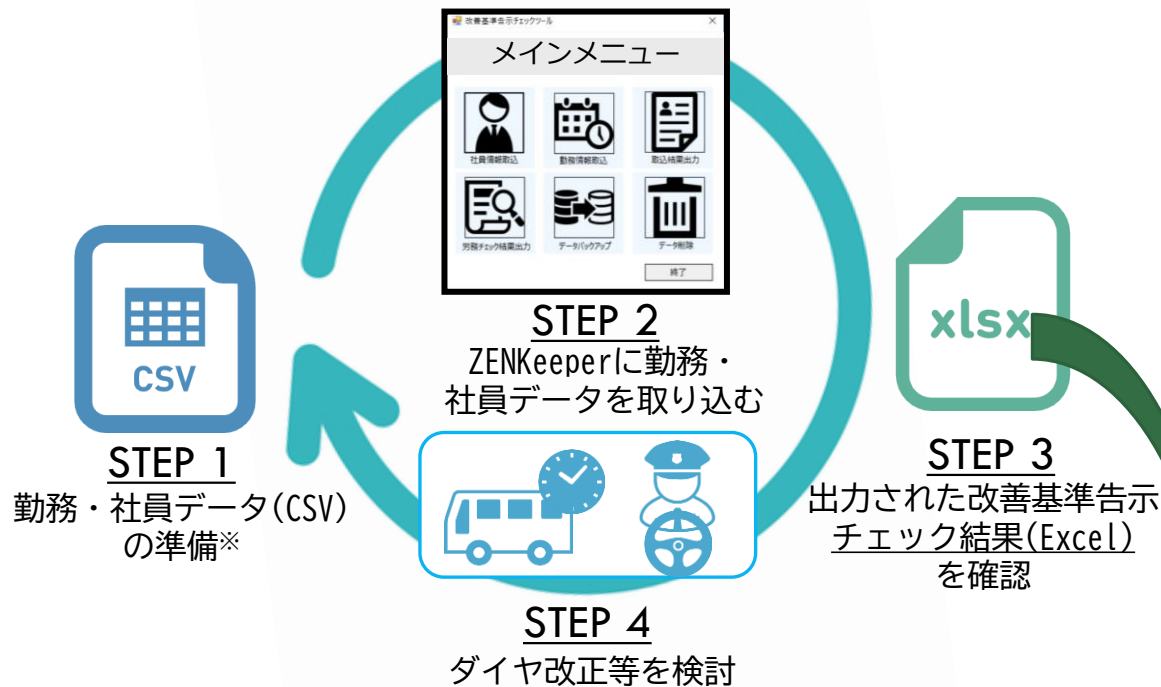 改善基準告示チェックツール
メインメニュー
社員情報取込
勤務情報取込
取込結果出力
労務チェック結果出力
データバックアップ
データ削除
終了
CSV
STEP 1
勤務・社員データ(CSV)
の準備※
STEP 2
ZENKeeperに勤務・
社員データを取り込む
xlsx
STEP 3
出力された改善基準告示
チェック結果(Excel)
を確認
STEP 4
ダイヤ改正等を検討